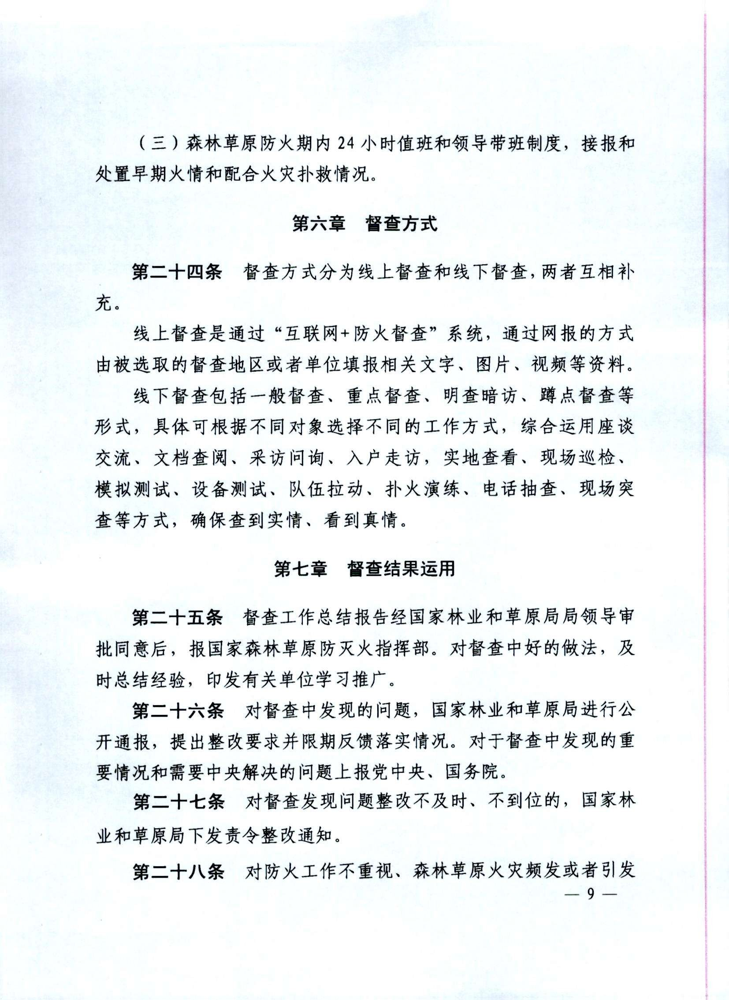 （三）森林草原防火期内 24 小时值班和领导带班制度，接报和
处置早期火情和配合火灾扑救情况。
第六章　督查方式
第二十四条　督查方式分为线上督查和线下督查，两者互相补
充。
线上督查是通过“互联网+防火督查”系统，通过网报的方式
由被选取的督查地区或者单位填报相关文字、图片、视频等资料。
线下督查包括一般督查、重点督查、明查暗访、蹲点督查等
形式，具体可根据不同对象选择不同的工作方式，综合运用座谈
交流、文档查阅、采访问询、入户走访，实地查看、现场巡检、
模拟测试、设备测试、队伍拉动、扑火演练、电话抽查、现场突
查等方式，确保查到实情、看到真情。
第七章　督查结果运用
第二十五条　督查工作总结报告经国家林业和草原局局领导审
批同意后，报国家森林草原防灭火指挥部。对督查中好的做法，及
时总结经验，印发有关单位学习推广。
第二十六条　对督查中发现的问题，国家林业和草原局进行公
开通报，提出整改要求并限期反馈落实情况。对于督查中发现的重
要情况和需要中央解决的问题上报党中央、国务院。
第二十七条　对督查发现问题整改不及时、不到位的，国家林
业和草原局下发责令整改通知。
第二十八条　对防火工作不重视、森林草原火灾频发或者引发
— 9 —